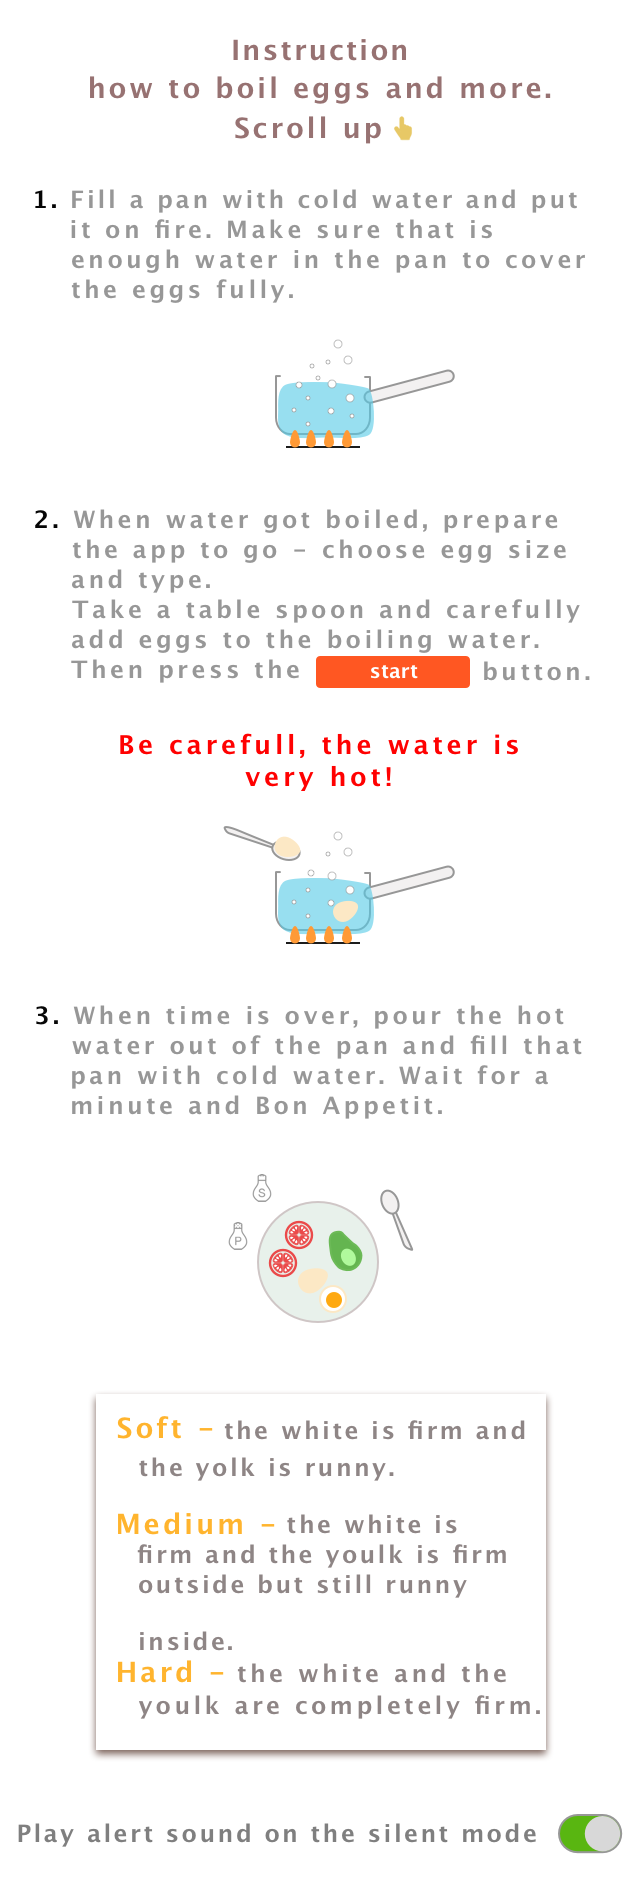 Instruction
how to boil eggs and more.
Scroll up
1. Fill a pan with cold water and put
it on fire. Make sure that is
enough water in the pan to cover
the eggs fully.
2. When water got boiled, prepare
the app to go – choose egg size
and type.
Take a table spoon and carefully
add eggs to the boiling water.
Then press the start button.
Be carefull, the water is
very hot!
3. When time is over, pour the hot
water out of the pan and fill that
pan with cold water. Wait for a
minute and Bon Appetit.
S
P
Soft – the white is firm and
the yolk is runny.
Medium – the white is
firm and the youlk is firm
outside but still runny
inside.
Hard – the white and the
youlk are completely firm.
Play alert sound on the silent mode